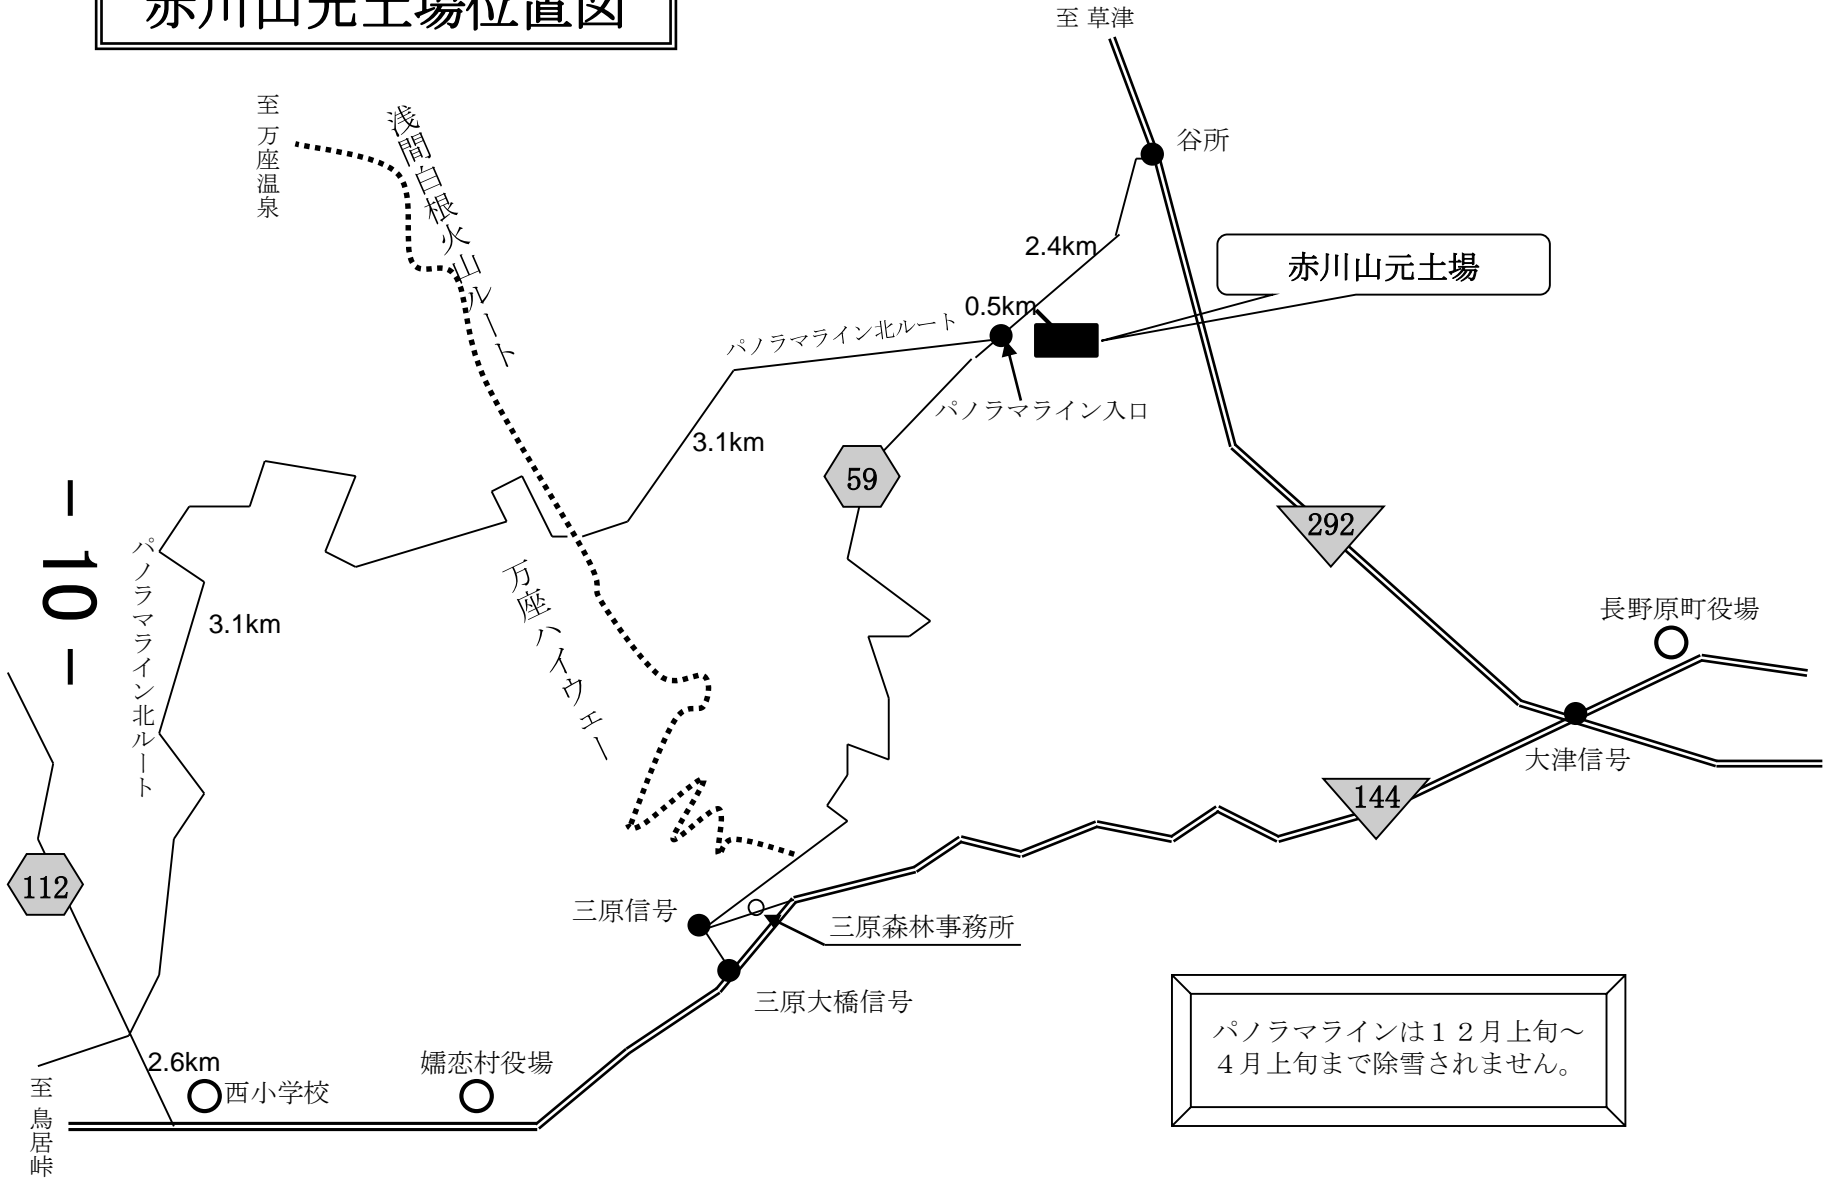 赤川山元土場位置図
至 草津
至 万座温泉
浅間白根火山ルート
谷所
2.4km
赤川山元土場
0.5km
パノラマライン北ルート
パノラマライン入口
3.1km
59
292
－ 10 －
パノラマライン北ルート
3.1km
万座ハイウェー
長野原町役場
大津信号
144
112
三原信号
三原森林事務所
三原大橋信号
パノラマラインは１２月上旬～
４月上旬まで除雪されません。
2.6km
西小学校
嬬恋村役場
至 鳥居峠